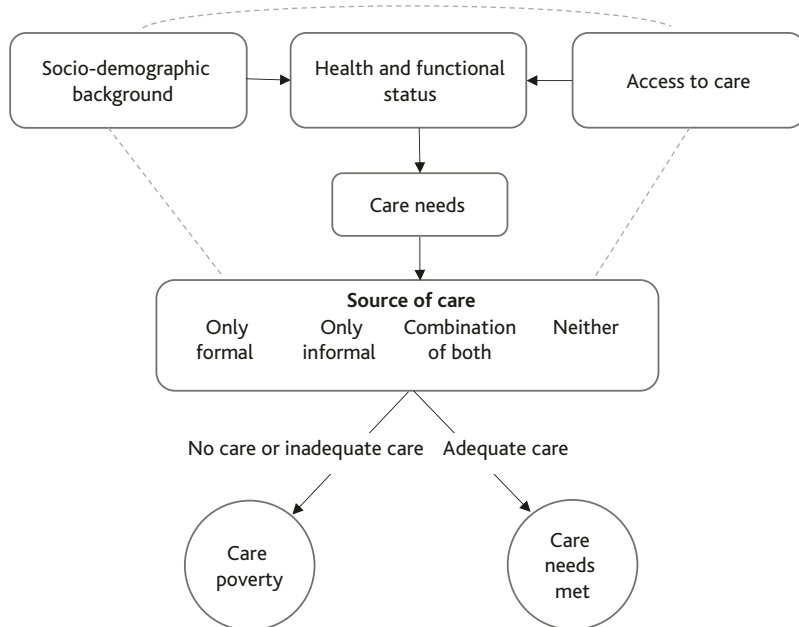 Socio-demographic
background
Health and functional
status
Access to care
Care needs
Source of care
Only
formal
Only
informal
Combination
of both
Neither
No care or inadequate care
Adequate care
Care
poverty
Care
needs
met